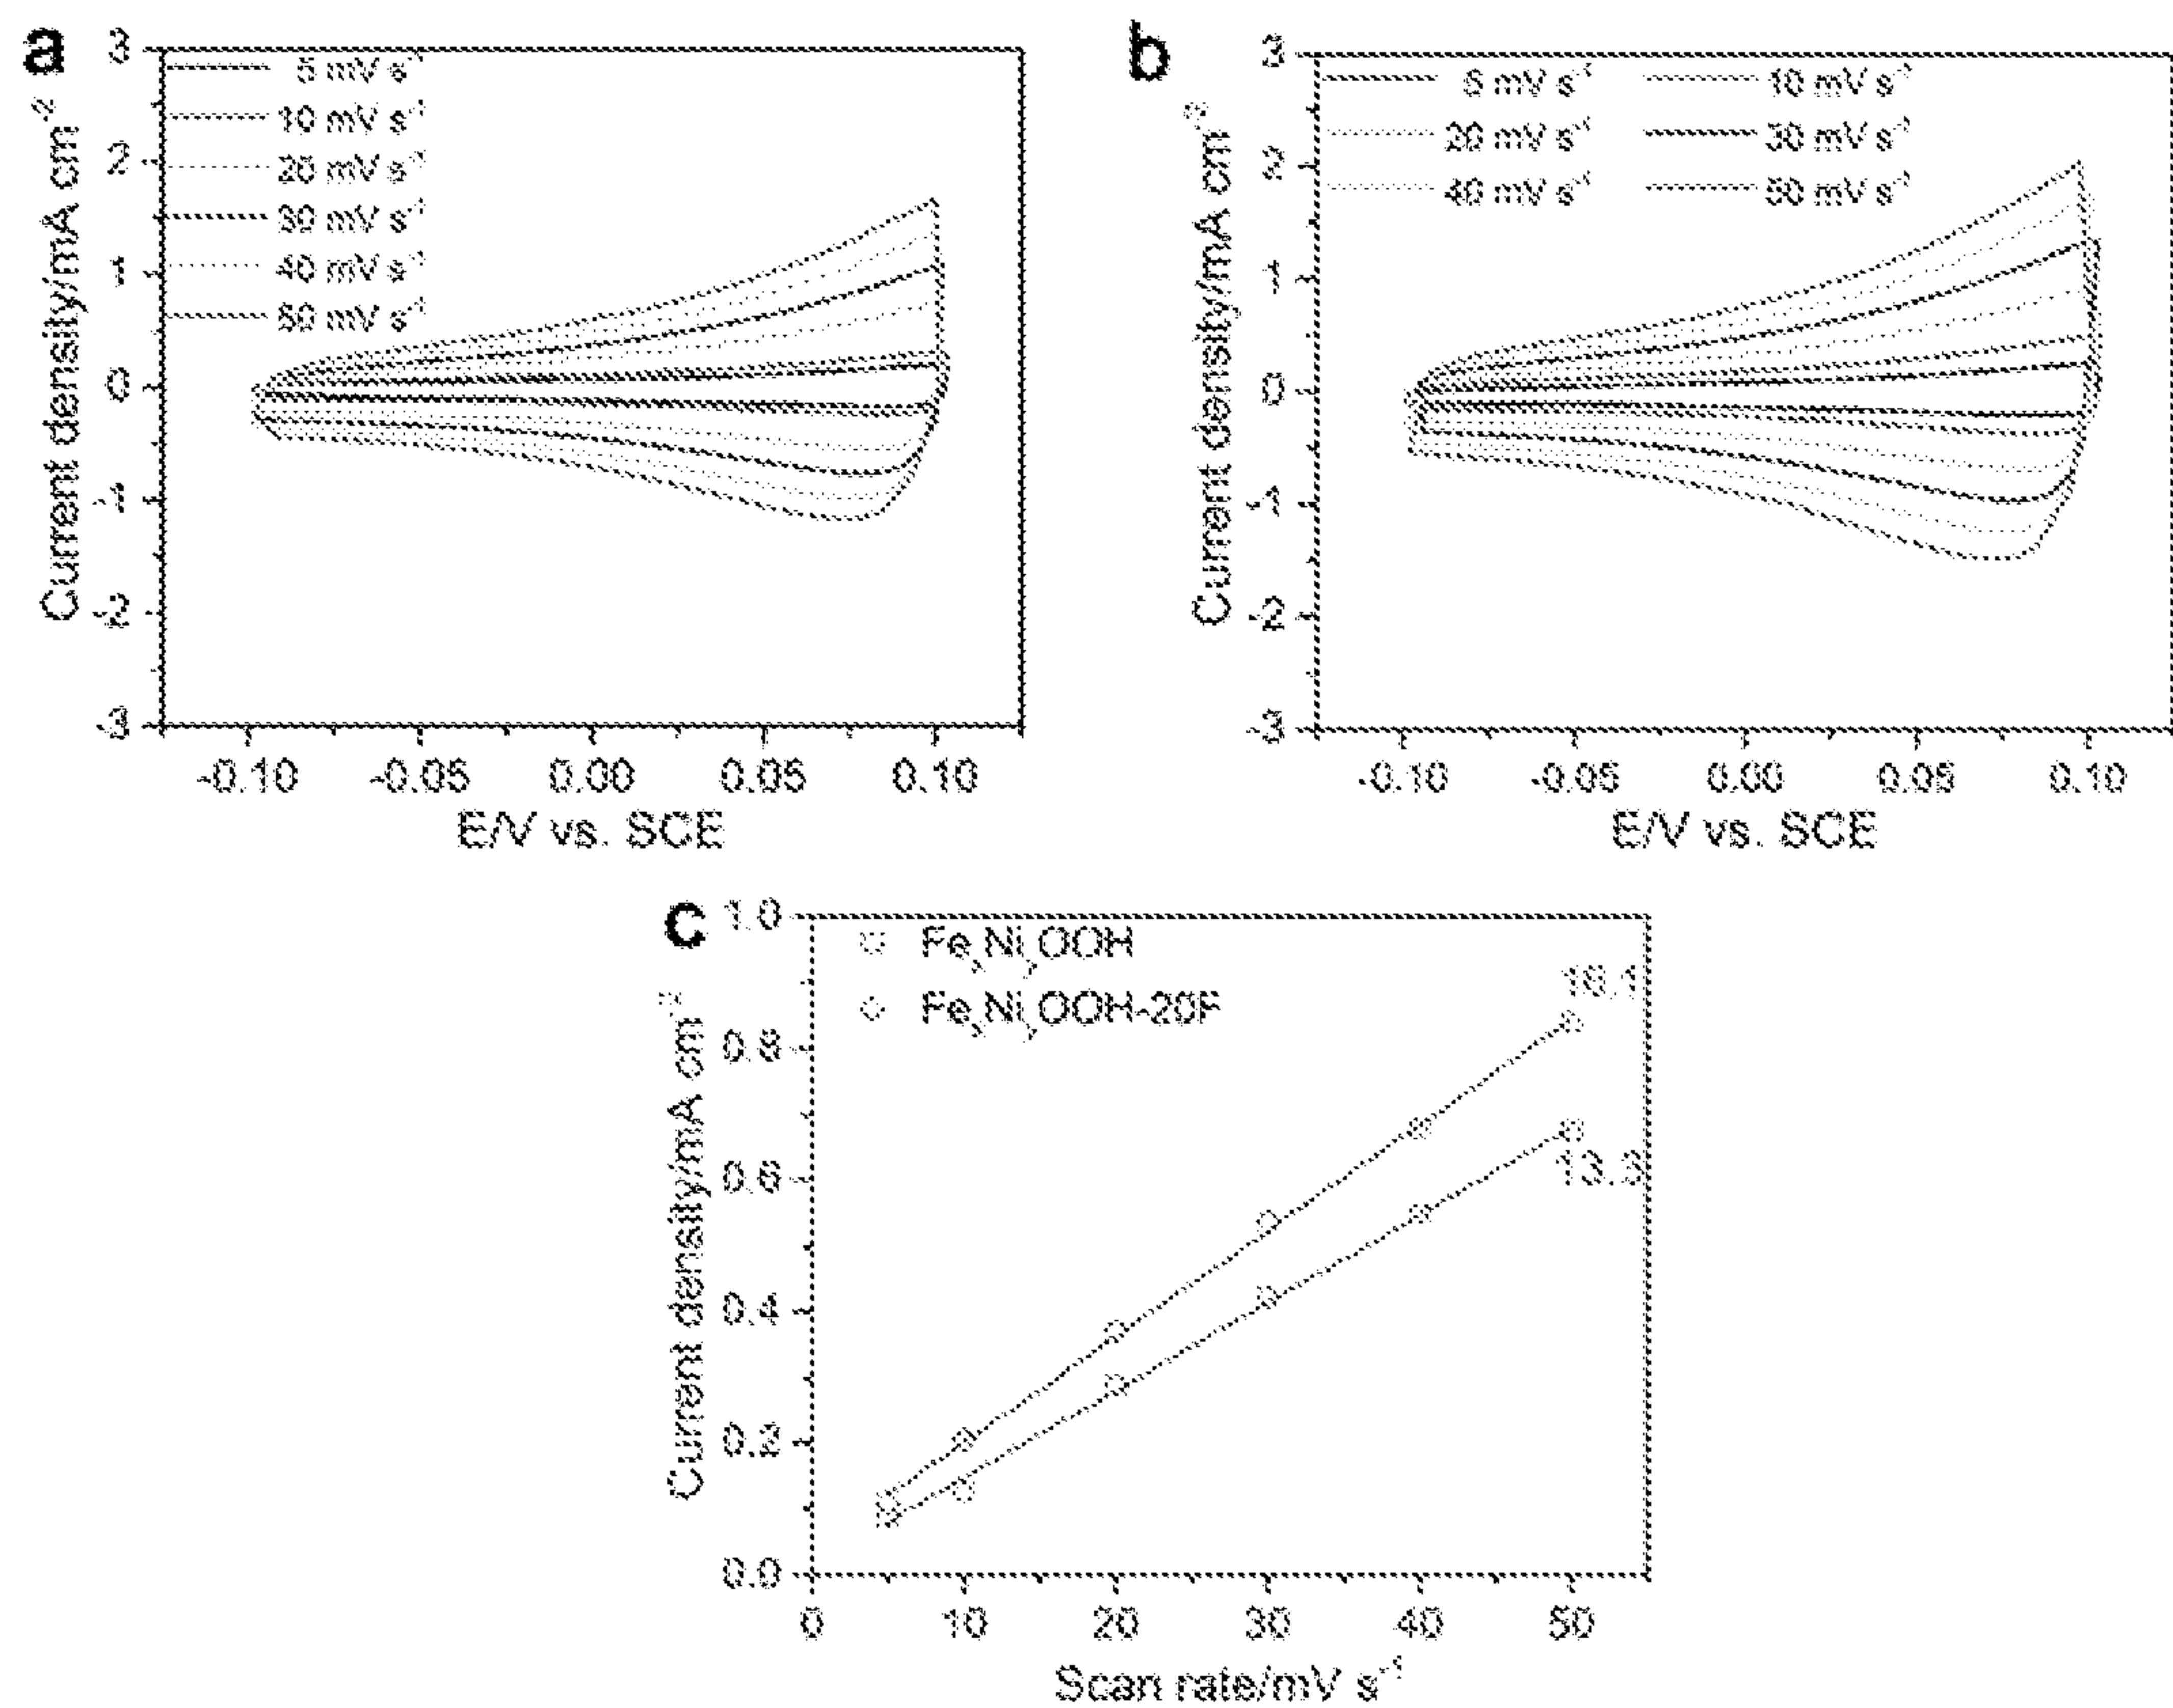 a
3
2
1
0
-1
-2
-3
Current density/mA cm⁻²
5 mV s⁻¹
10 mV s⁻¹
20 mV s⁻¹
30 mV s⁻¹
40 mV s⁻¹
50 mV s⁻¹
-0.10 -0.05 0.00 0.05 0.10
E/V vs. SCE
b
3
2
1
0
-1
-2
-3
Current density/mA cm⁻²
5 mV s⁻¹ 10 mV s⁻¹
20 mV s⁻¹ 30 mV s⁻¹
40 mV s⁻¹ 50 mV s⁻¹
-0.10 -0.05 0.00 0.05 0.10
E/V vs. SCE
c
1.0
0.8
0.6
0.4
0.2
0.0
Current density/mA cm⁻²
FeₓNiᵧOOH
FeₓNiᵧOOH-20F
13.3
0 10 20 30 40 50
Scan rate/mV s⁻¹